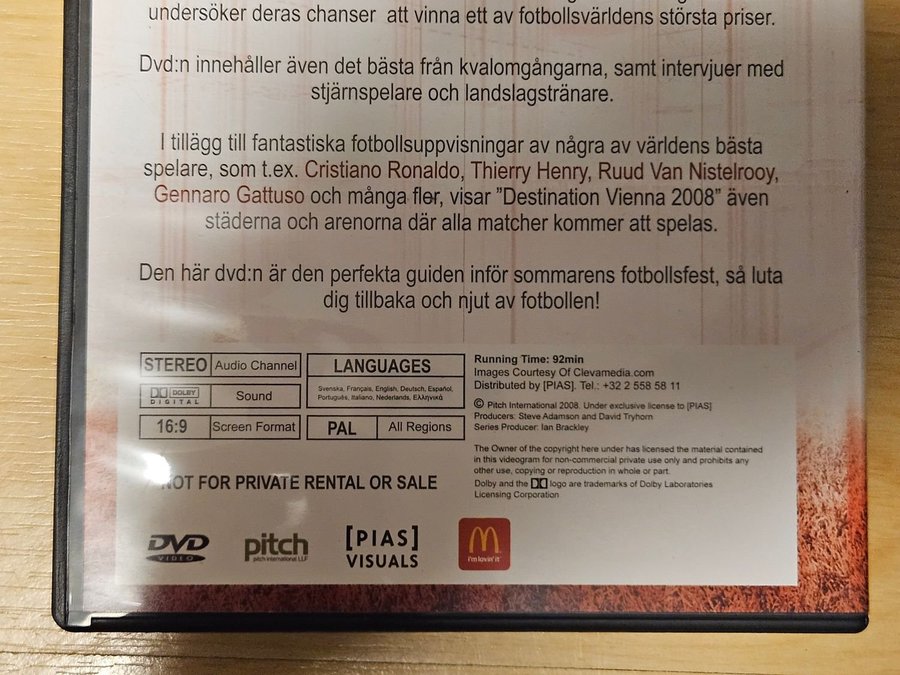 undersöker deras chanser att vinna ett av fotbollsvärldens största priser.
Dvd:n innehåller även det bästa från kvalomgångarna, samt intervjuer med
stjärnspelare och landslagstränare.
I tillägg till fantastiska fotbollsuppvisningar av några av världens bästa
spelare, som t.ex. Cristiano Ronaldo, Thierry Henry, Ruud Van Nistelrooy,
Gennaro Gattuso och många fler, visar ”Destination Vienna 2008” även
städerna och arenorna där alla matcher kommer att spelas.
Den här dvd:n är den perfekta guiden inför sommarens fotbollsfest, så luta
dig tillbaka och njut av fotbollen!
STEREO Audio Channel
DOLBY DIGITAL Sound
16:9 Screen Format
LANGUAGES
Svenska, Français, English, Deutsch, Español,
Português, Italiano, Nederlands, Ελληνικά
PAL All Regions
Running Time: 92min
Images Courtesy Of Clevamedia.com
Distributed by [PIAS]. Tel.: +32 2 558 58 11
© Pitch International 2008. Under exclusive license to [PIAS]
Producers: Steve Adamson and David Tryhorn
Series Producer: Ian Brackley
The Owner of the copyright here under has licensed the material contained
in this videogram for non-commercial private use only and prohibits any
other use, copying or reproduction in whole or part.
Dolby and the logo are trademarks of Dolby Laboratories
Licensing Corporation
NOT FOR PRIVATE RENTAL OR SALE
DVD
VIDEO
pitch
pitch international LLP
[PIAS]
VISUALS
M
i'm lovin' it